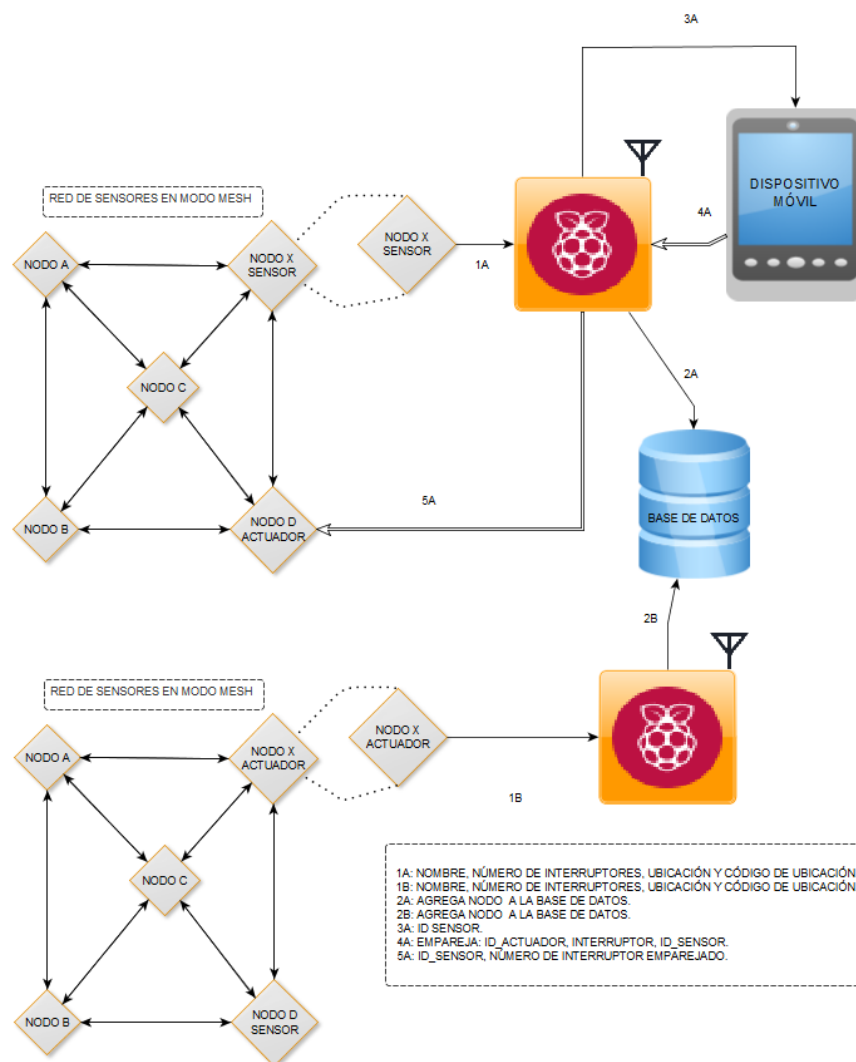 3A
DISPOSITIVO
MÓVIL
4A
RED DE SENSORES EN MODO MESH
NODO X
SENSOR
NODO X
SENSOR
1A
NODO A
NODO C
2A
5A
NODO B
NODO D
ACTUADOR
BASE DE DATOS
2B
RED DE SENSORES EN MODO MESH
NODO X
ACTUADOR
NODO X
ACTUADOR
NODO A
1B
NODO C
1A: NOMBRE, NÚMERO DE INTERRUPTORES, UBICACIÓN Y CÓDIGO DE UBICACIÓN
1B: NOMBRE, NÚMERO DE INTERRUPTORES, UBICACIÓN Y CÓDIGO DE UBICACIÓN
2A: AGREGA NODO A LA BASE DE DATOS.
2B: AGREGA NODO A LA BASE DE DATOS.
3A: ID SENSOR.
4A: EMPAREJA: ID_ACTUADOR, INTERRUPTOR, ID_SENSOR.
5A: ID_SENSOR, NÚMERO DE INTERRUPTOR EMPAREJADO.
NODO B
NODO D
SENSOR